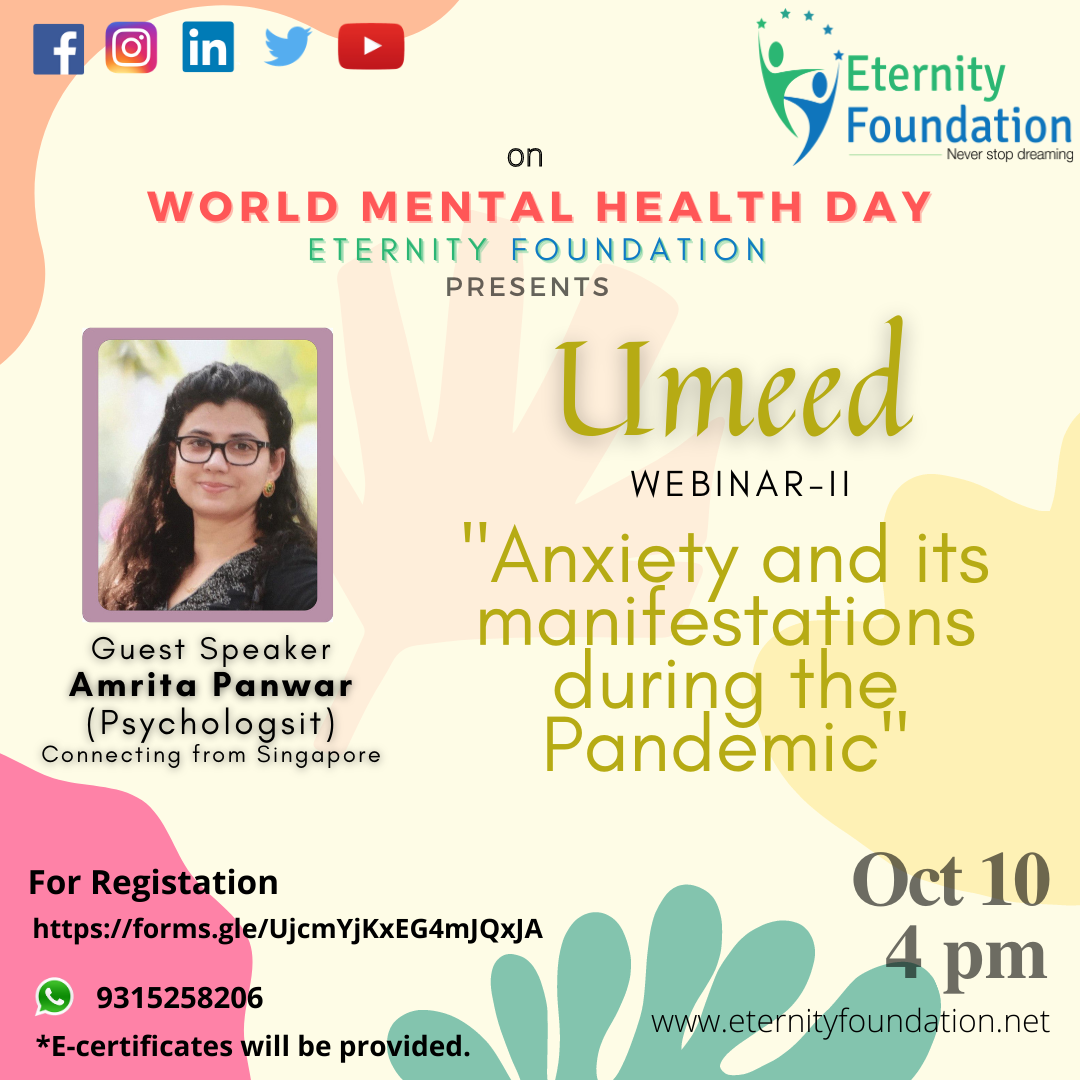 Eternity
Foundation
Never stop dreaming
on
WORLD MENTAL HEALTH DAY
ETERNITY FOUNDATION
PRESENTS
Umeed
WEBINAR-II
"Anxiety and its
manifestations
during the
Pandemic"
Guest Speaker
Amrita Panwar
(Psychologsit)
Connecting from Singapore
For Registation
https://forms.gle/UjcmYjKxEG4mJQxJA
9315258206
*E-certificates will be provided.
Oct 10
4 pm
www.eternityfoundation.net